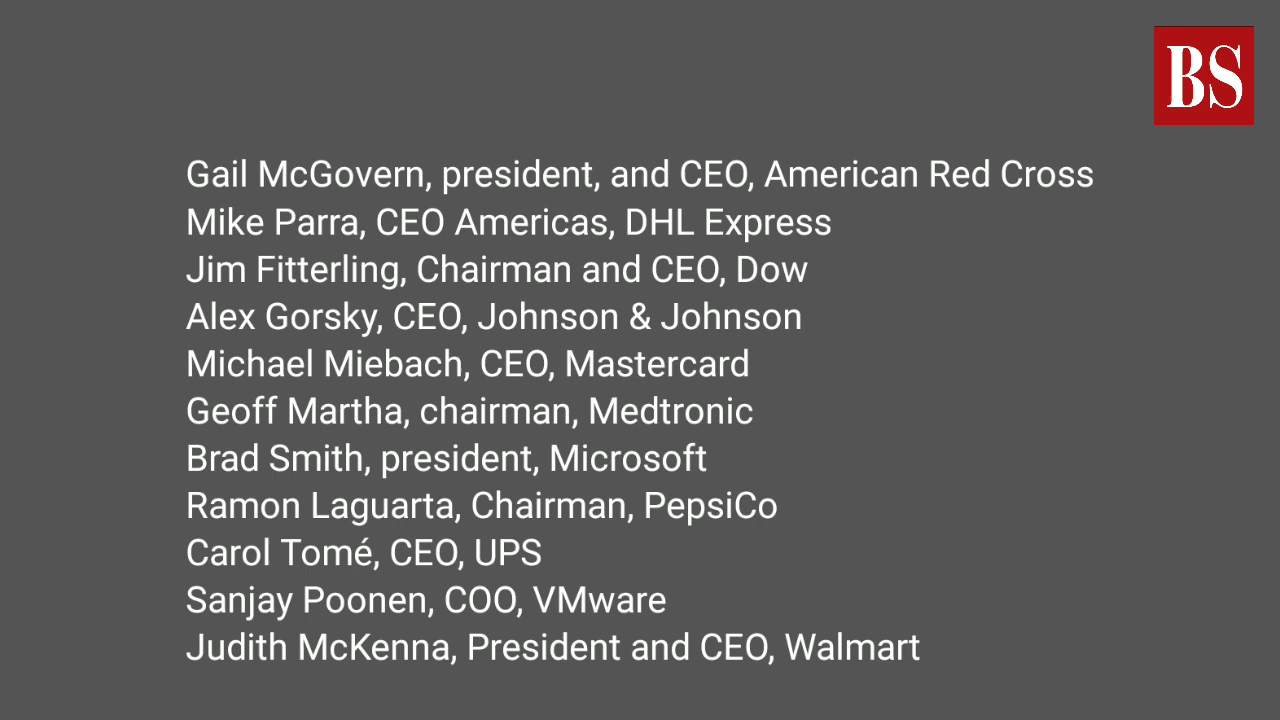 BS
Gail McGovern, president, and CEO, American Red Cross
Mike Parra, CEO Americas, DHL Express
Jim Fitterling, Chairman and CEO, Dow
Alex Gorsky, CEO, Johnson & Johnson
Michael Miebach, CEO, Mastercard
Geoff Martha, chairman, Medtronic
Brad Smith, president, Microsoft
Ramon Laguarta, Chairman, PepsiCo
Carol Tomé, CEO, UPS
Sanjay Poonen, COO, VMware
Judith McKenna, President and CEO, Walmart